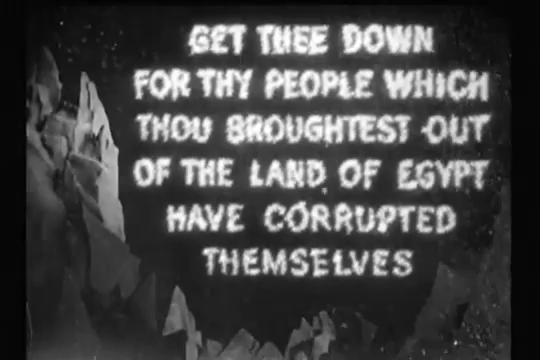 GET THEE DOWN
FOR THY PEOPLE WHICH
THOU BROUGHTEST OUT
OF THE LAND OF EGYPT
HAVE CORRUPTED
THEMSELVES